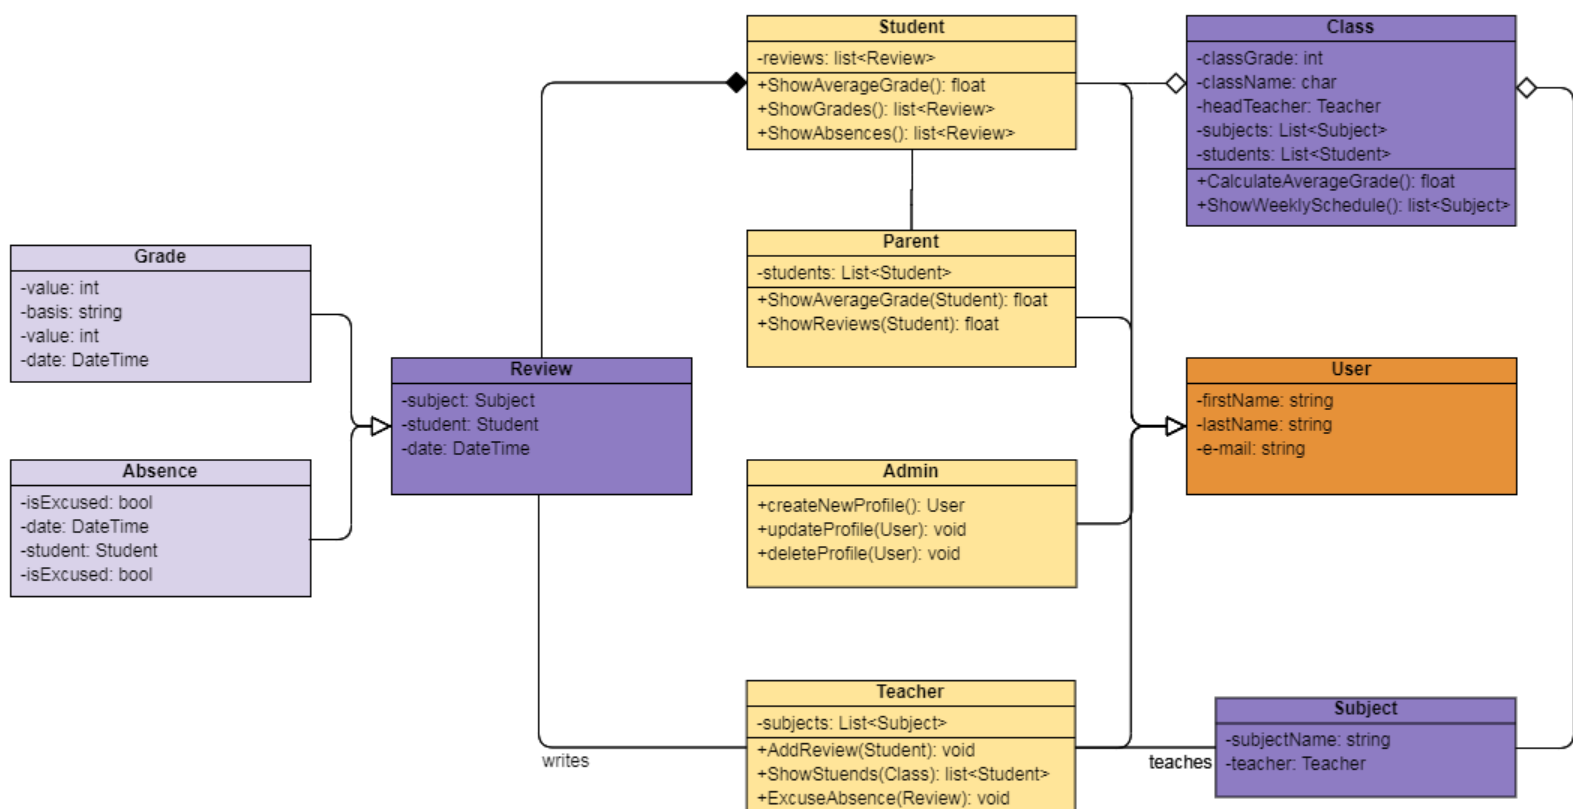 Student
-reviews: list<Review>
+ShowAverageGrade(): float
+ShowGrades(): list<Review>
+ShowAbsences(): list<Review>
Class
-classGrade: int
-className: char
-headTeacher: Teacher
-subjects: List<Subject>
-students: List<Student>
+CalculateAverageGrade(): float
+ShowWeeklySchedule(): list<Subject>
Parent
-students: List<Student>
+ShowAverageGrade(Student): float
+ShowReviews(Student): float
Grade
-value: int
-basis: string
-value: int
-date: DateTime
Review
-subject: Subject
-student: Student
-date: DateTime
User
-firstName: string
-lastName: string
-e-mail: string
Absence
-isExcused: bool
-date: DateTime
-student: Student
-isExcused: bool
Admin
+createNewProfile(): User
+updateProfile(User): void
+deleteProfile(User): void
Teacher
-subjects: List<Subject>
+AddReview(Student): void
+ShowStuends(Class): list<Student>
+ExcuseAbsence(Review): void
writes
teaches
Subject
-subjectName: string
-teacher: Teacher